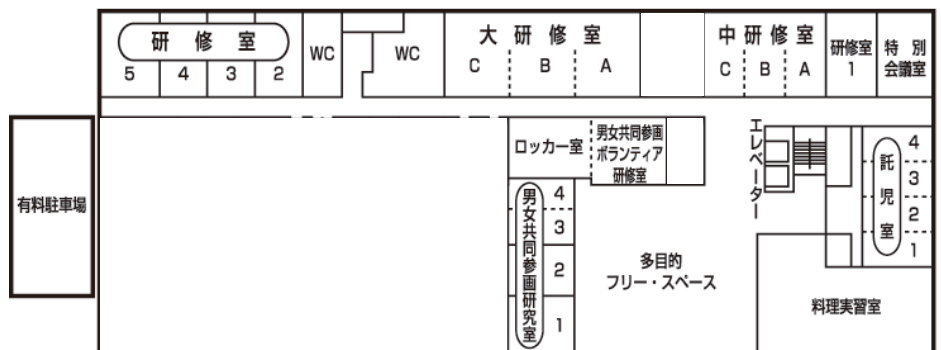 研修室
5 4 3 2
WC
WC
大研修室
C B A
中研修室
C B A
研修室
1
特別
会議室
有料駐車場
ロッカー室
男女共同参画
ボランティア
研修室
エレベーター
託児室
4
3
2
1
男女共同参画研究室
4
3
2
1
多目的
フリー・スペース
料理実習室